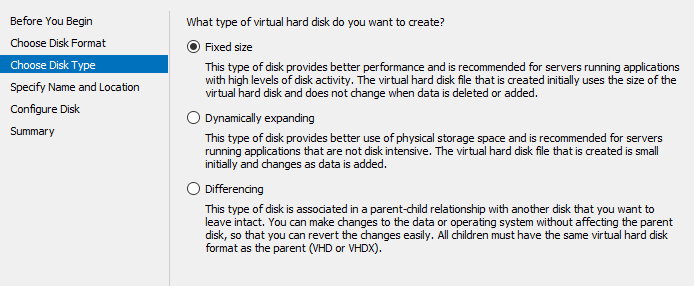 Before You Begin
Choose Disk Format
Choose Disk Type
Specify Name and Location
Configure Disk
Summary
What type of virtual hard disk do you want to create?
Fixed size
This type of disk provides better performance and is recommended for servers running applications
with high levels of disk activity. The virtual hard disk file that is created initially uses the size of the
virtual hard disk and does not change when data is deleted or added.
Dynamically expanding
This type of disk provides better use of physical storage space and is recommended for servers
running applications that are not disk intensive. The virtual hard disk file that is created is small
initially and changes as data is added.
Differencing
This type of disk is associated in a parent-child relationship with another disk that you want to
leave intact. You can make changes to the data or operating system without affecting the parent
disk, so that you can revert the changes easily. All children must have the same virtual hard disk
format as the parent (VHD or VHDX).